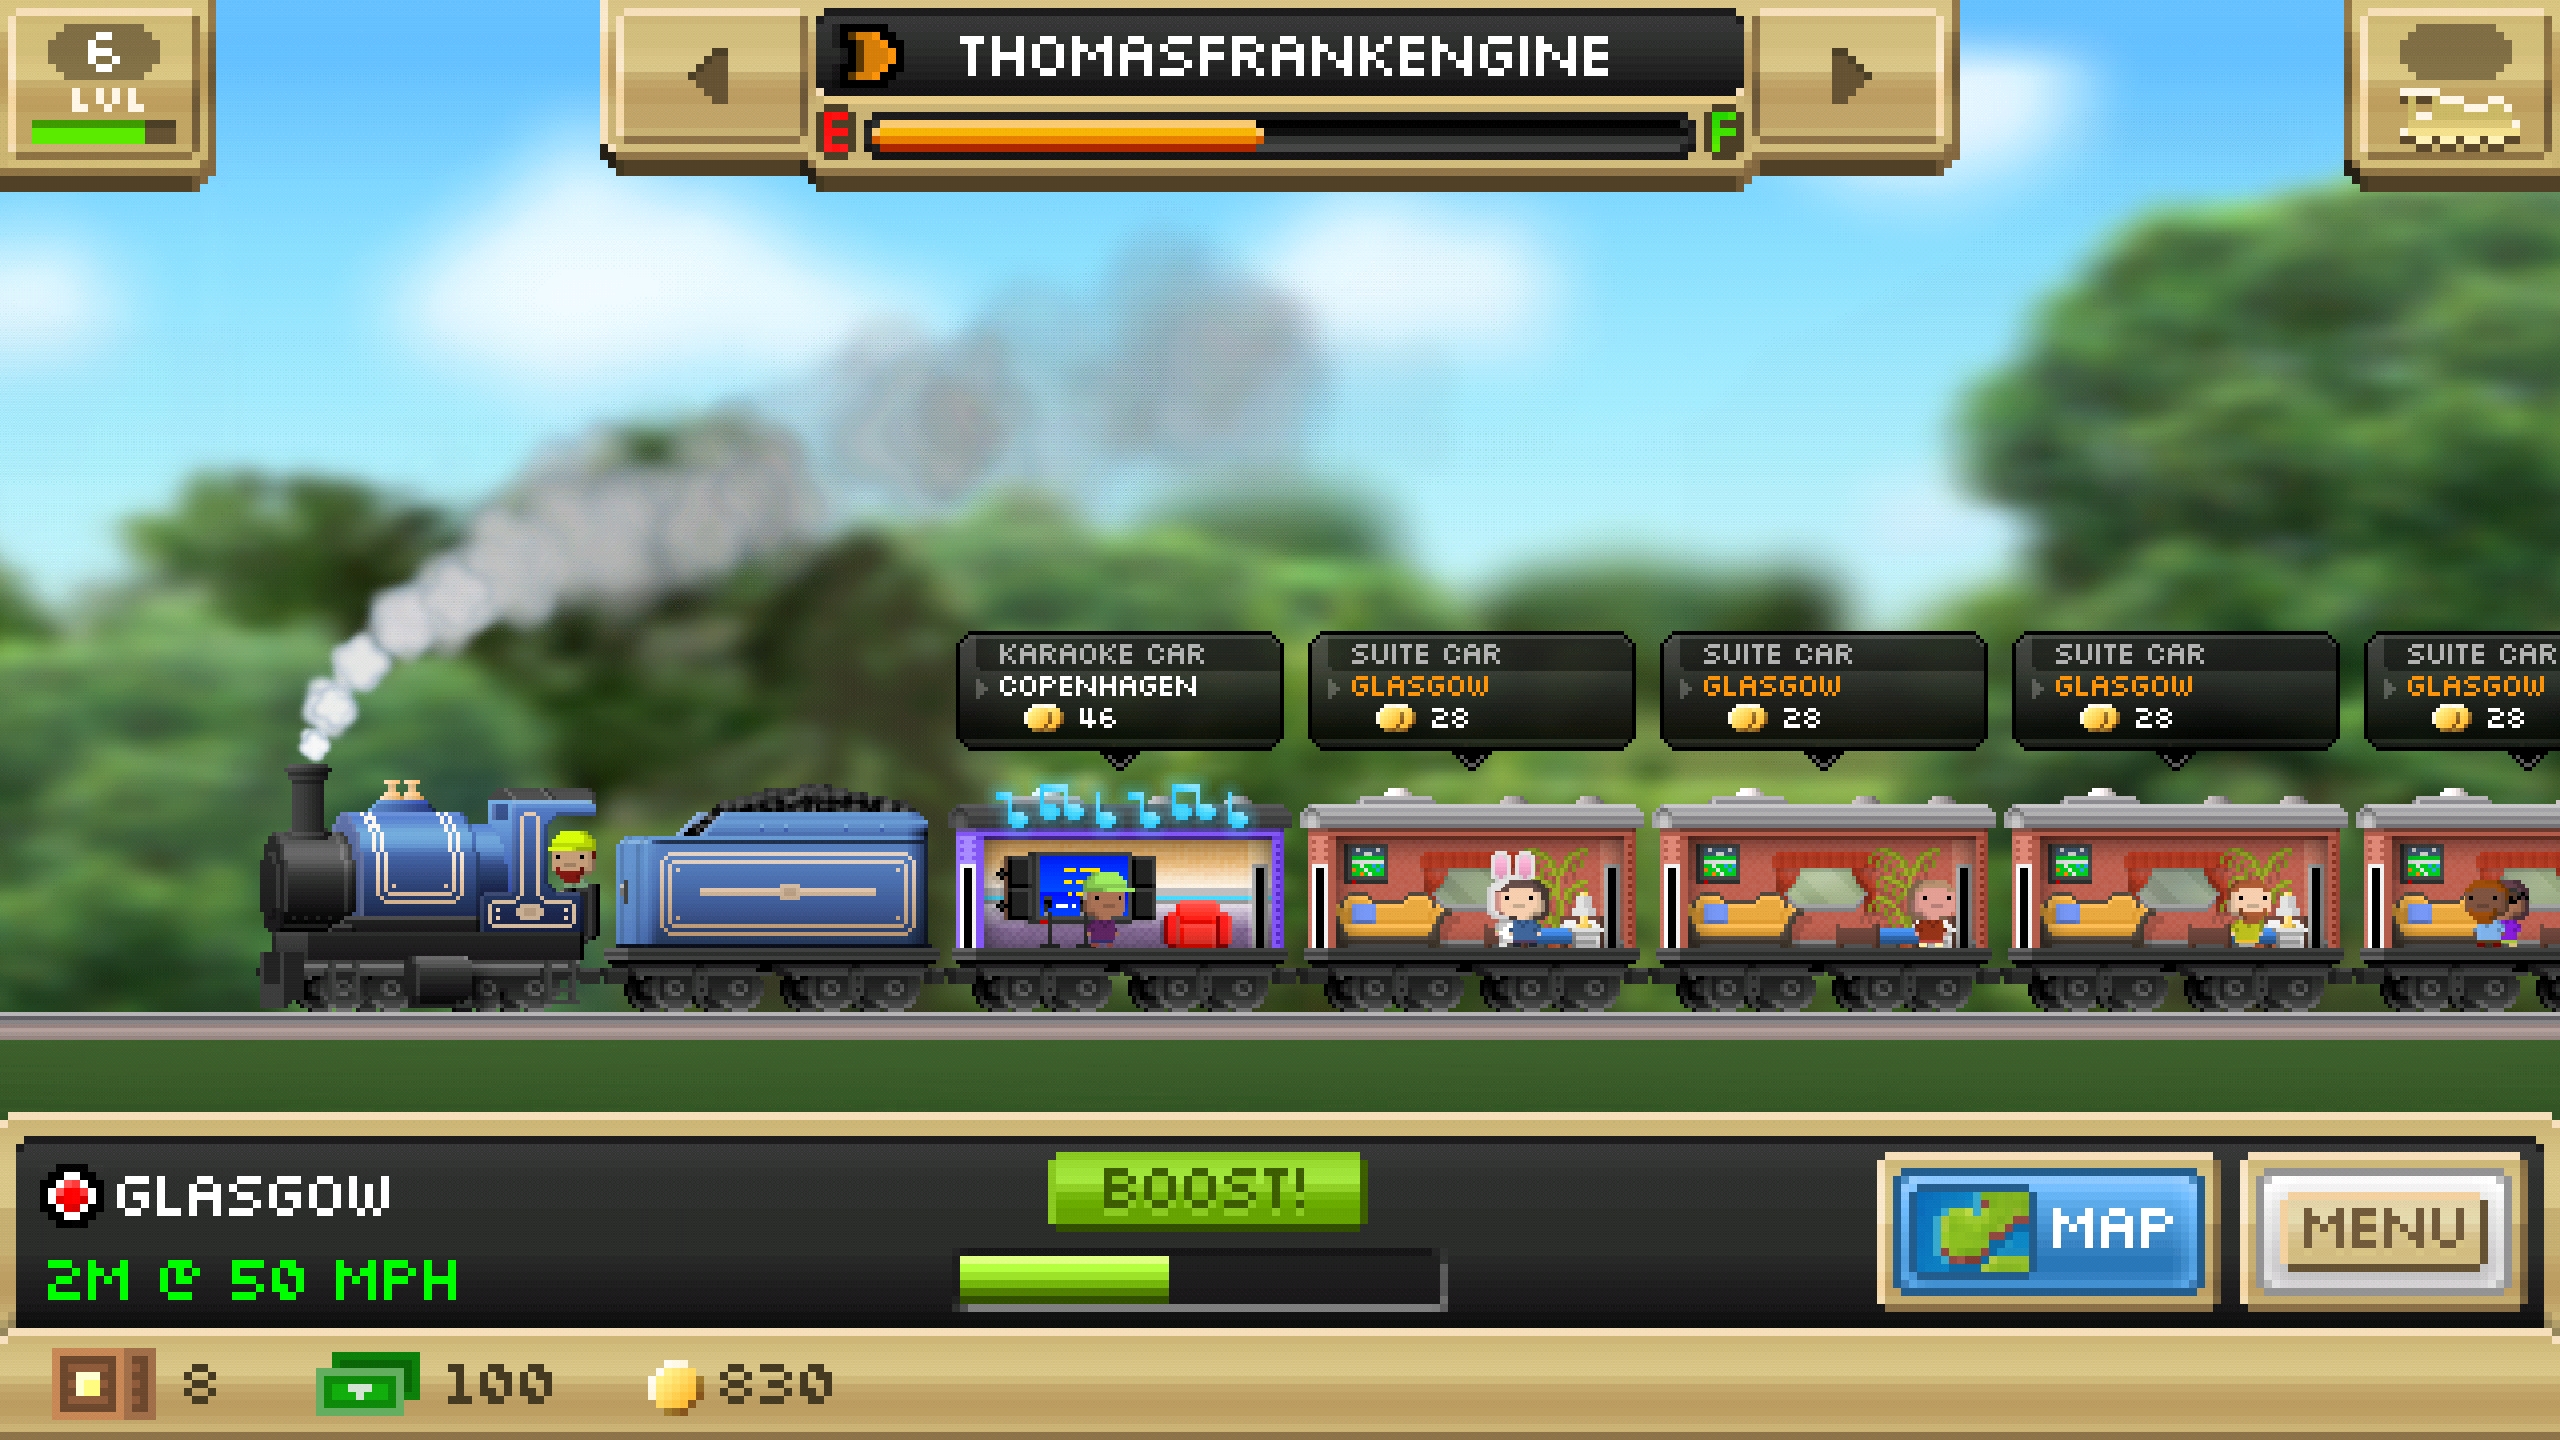 6
LVL
THOMASFRANKENGINE
E F
KARAOKE CAR
COPENHAGEN
46
SUITE CAR
GLASGOW
28
SUITE CAR
GLASGOW
28
SUITE CAR
GLASGOW
28
SUITE CAR
GLASGOW
28
GLASGOW
2M @ 50 MPH
BOOST!
MAP
MENU
8
100
830